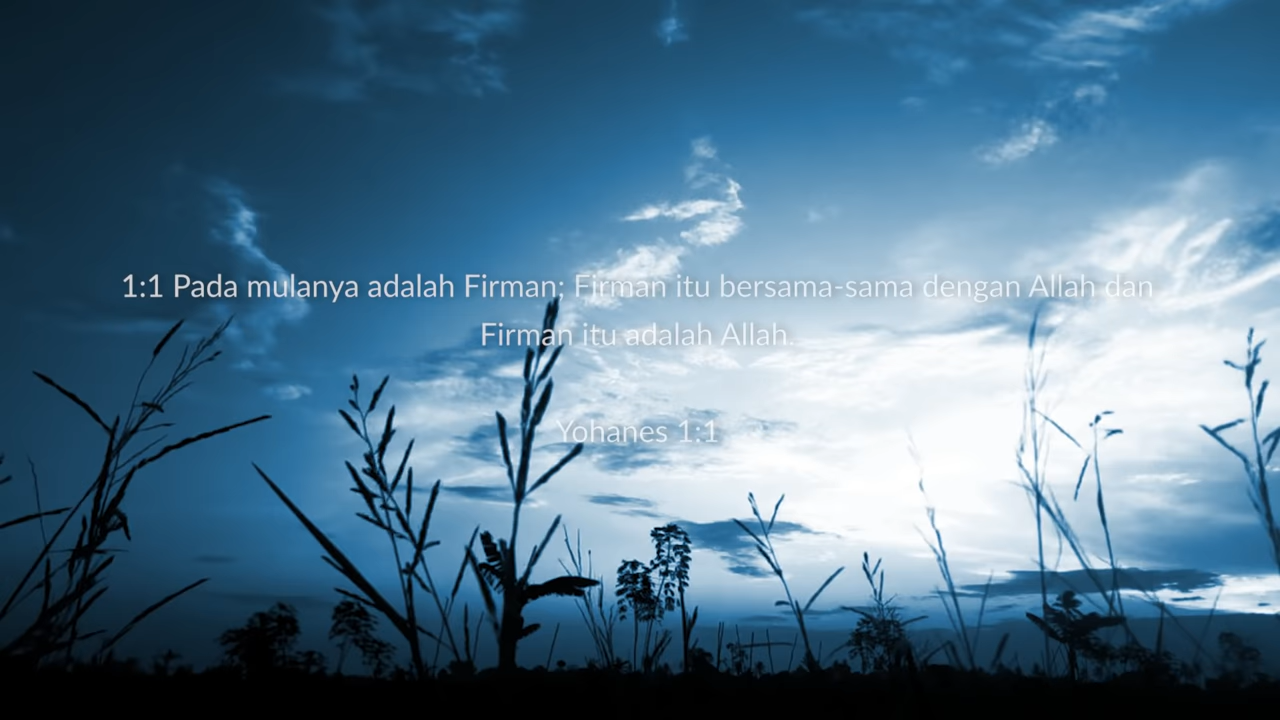 1:1 Pada mulanya adalah Firman; Firman itu bersama-sama dengan Allah dan
Firman itu adalah Allah.
Yohanes 1:1